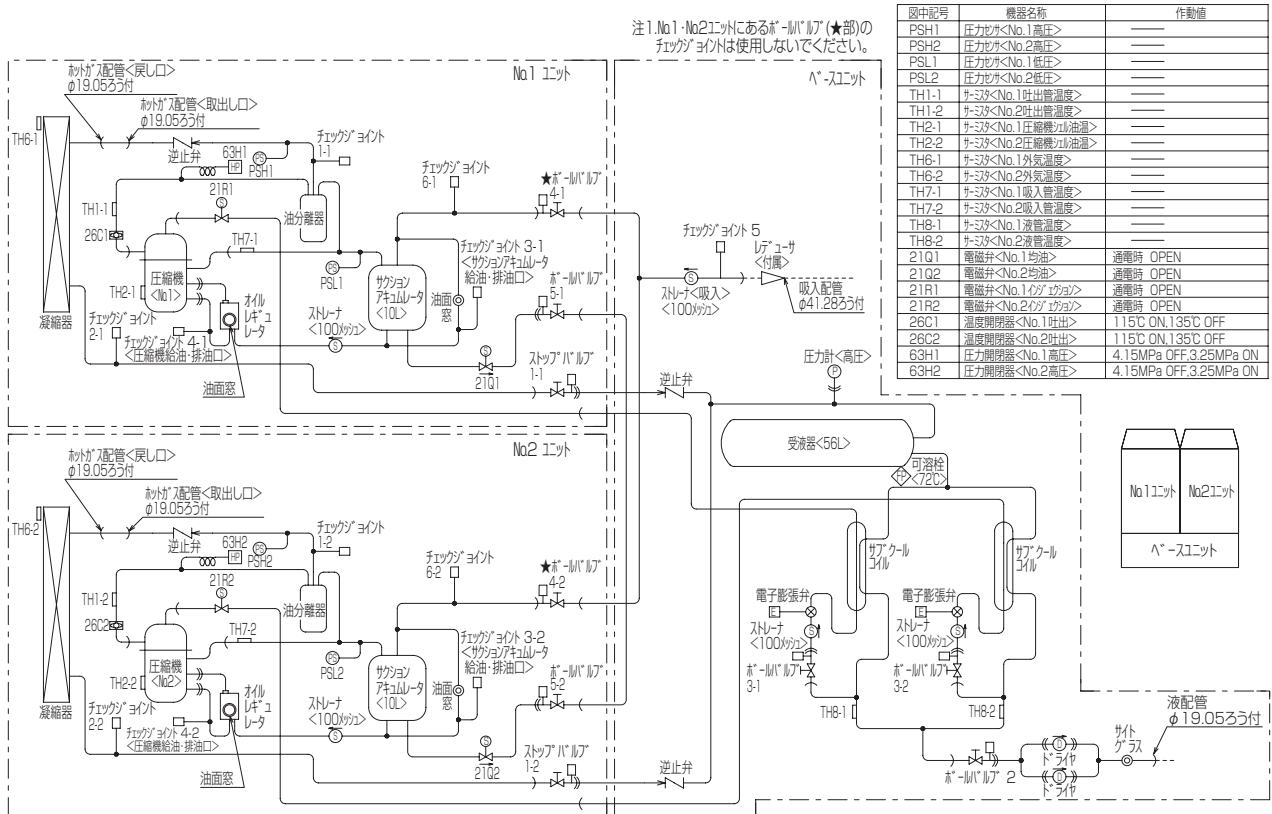 注1.No.1・No.2ユニットにあるボールバルブ(★部)の
チェックジョイントは使用しないでください。
図中記号 機器名称 作動値
PSH1 圧力センサ<No.1高圧> ――
PSH2 圧力センサ<No.2高圧> ――
PSL1 圧力センサ<No.1低圧> ――
PSL2 圧力センサ<No.2低圧> ――
TH1-1 サーミスタ<No.1吐出管温度> ――
TH1-2 サーミスタ<No.2吐出管温度> ――
TH2-1 サーミスタ<No.1圧縮機シェル油温> ――
TH2-2 サーミスタ<No.2圧縮機シェル油温> ――
TH6-1 サーミスタ<No.1外気温度> ――
TH6-2 サーミスタ<No.2外気温度> ――
TH7-1 サーミスタ<No.1吸入管温度> ――
TH7-2 サーミスタ<No.2吸入管温度> ――
TH8-1 サーミスタ<No.1液管温度> ――
TH8-2 サーミスタ<No.2液管温度> ――
21Q1 電磁弁<No.1均油> 通電時 OPEN
21Q2 電磁弁<No.2均油> 通電時 OPEN
21R1 電磁弁<No.1インジェクション> 通電時 OPEN
21R2 電磁弁<No.2インジェクション> 通電時 OPEN
26C1 温度開閉器<No.1吐出> 115℃ ON,135℃ OFF
26C2 温度開閉器<No.2吐出> 115℃ ON,135℃ OFF
63H1 圧力開閉器<No.1高圧> 4.15MPa OFF,3.25MPa ON
63H2 圧力開閉器<No.2高圧> 4.15MPa OFF,3.25MPa ON
No.1 ユニット
ホットガス配管<戻し口>
φ19.05ろう付
ホットガス配管<取出し口>
φ19.05ろう付
TH6-1
逆止弁
63H1
HP
PS
PSH1
チェックジョイント
1-1
21R1
S
油分離器
TH1-1
26C1
圧縮機
<No.1>
TH7-1
TH2-1
PS
PSL1
オイル
レギュ
レータ
凝縮器
チェックジョイント
2-1
チェックジョイント 4-1
<圧縮機給油・排油口>
油面窓
ストレーナ
<100メッシュ>
S
サクション
アキュムレータ
<10L>
油面
窓
チェックジョイント
6-1
チェックジョイント 3-1
<サクションアキュムレータ
給油・排油口>
★ボールバルブ
4-1
ボールバルブ
5-1
S
21Q1
ストップバルブ
1-1
No.2 ユニット
ホットガス配管<戻し口>
φ19.05ろう付
ホットガス配管<取出し口>
φ19.05ろう付
TH6-2
逆止弁
63H2
HP
PS
PSH2
チェックジョイント
1-2
21R2
S
油分離器
TH1-2
26C2
圧縮機
<No.2>
TH7-2
TH2-2
PS
PSL2
オイル
レギュ
レータ
凝縮器
チェックジョイント
2-2
チェックジョイント 4-2
<圧縮機給油・排油口>
油面窓
ストレーナ
<100メッシュ>
S
サクション
アキュムレータ
<10L>
油面
窓
チェックジョイント
6-2
チェックジョイント 3-2
<サクションアキュムレータ
給油・排油口>
★ボールバルブ
4-2
ボールバルブ
5-2
S
21Q2
ストップバルブ
1-2
ベースユニット
チェックジョイント 5
レデューサ
<付属>
S
ストレーナ<吸入>
<100メッシュ>
吸入配管
φ41.28ろう付
圧力計<高圧>
P
逆止弁
受液器<56L>
FP
可溶栓
<72℃>
サブクール
コイル
サブクール
コイル
電子膨張弁
E
ストレーナ
<100メッシュ>
S
ボールバルブ
3-1
電子膨張弁
E
ストレーナ
<100メッシュ>
S
ボールバルブ
3-2
TH8-1
TH8-2
逆止弁
ボールバルブ 2
D
ドライヤ
D
ドライヤ
サイト
グラス
液配管
φ19.05ろう付
No.1ユニット No.2ユニット
ベースユニット